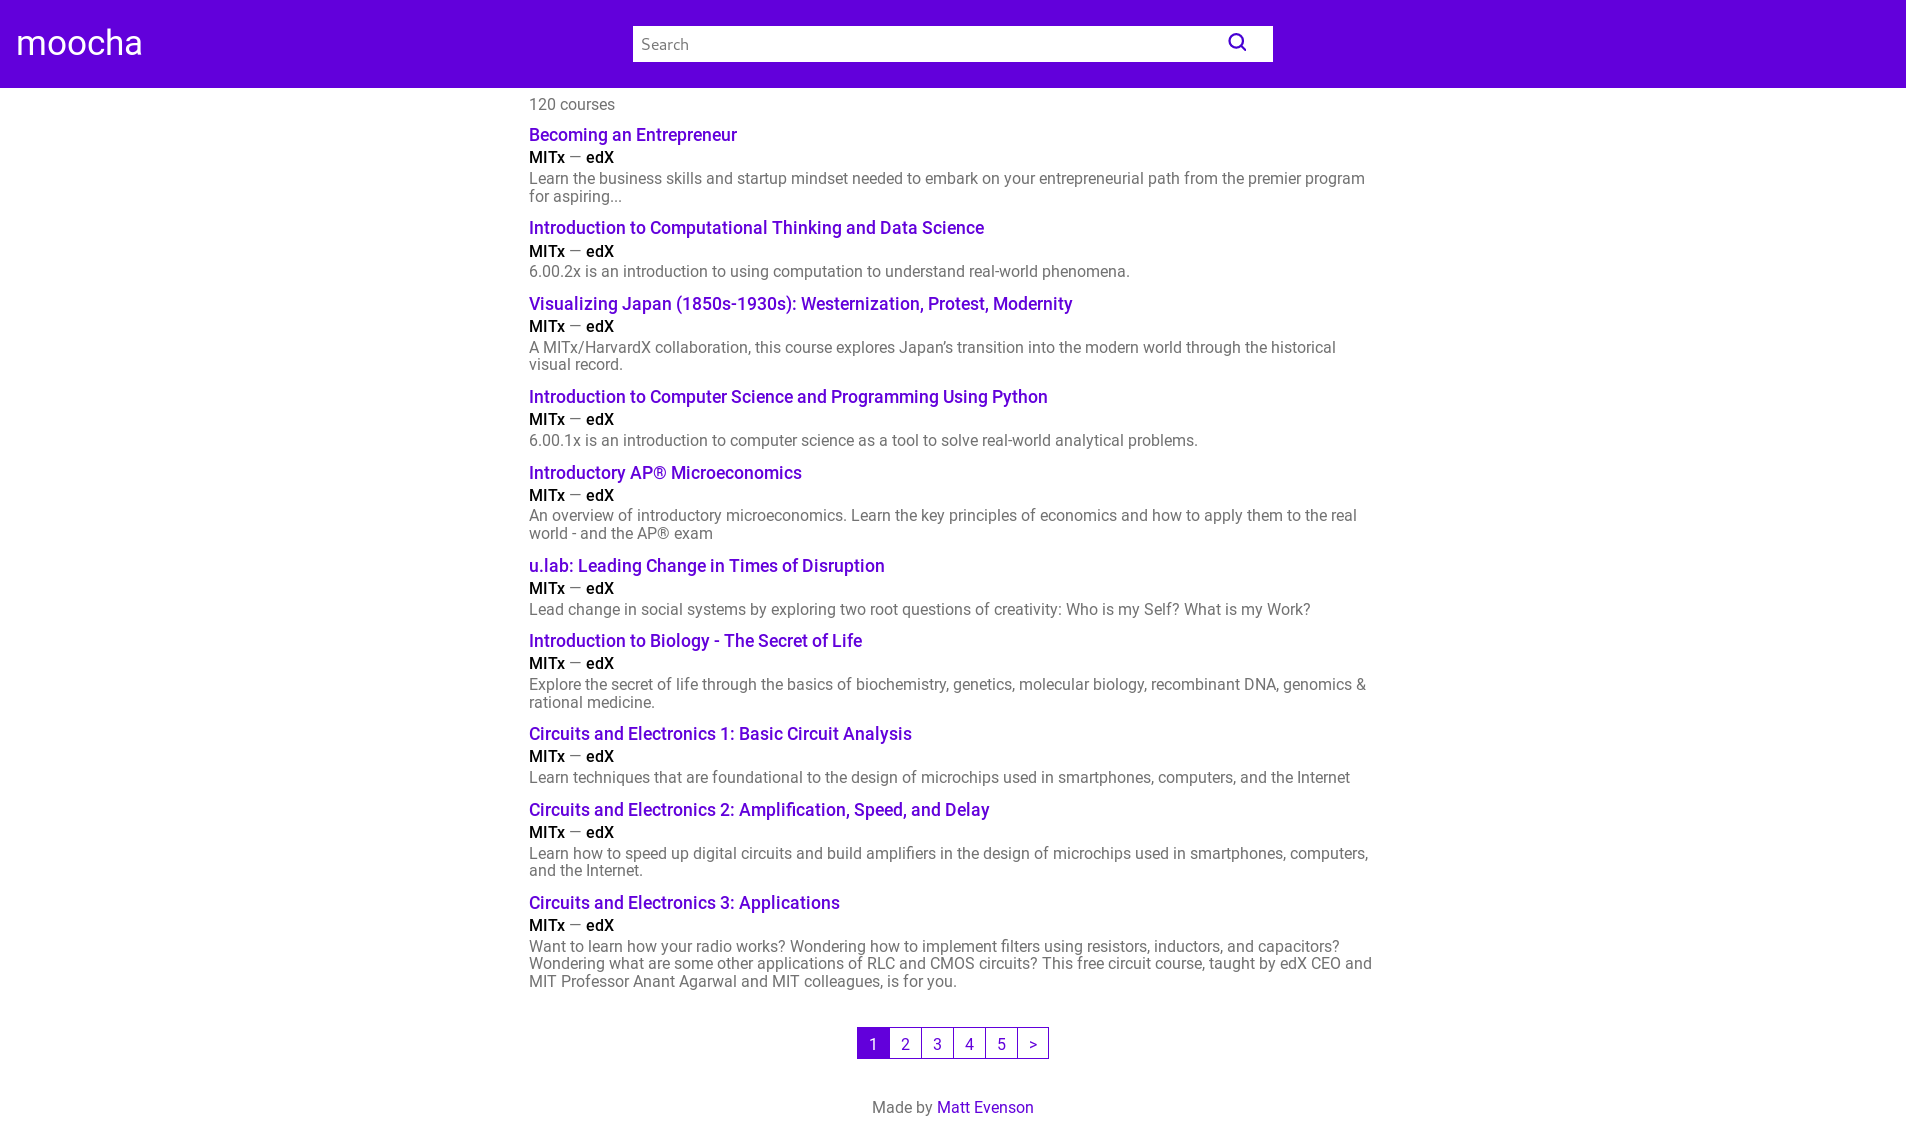 moocha
Search
120 courses
Becoming an Entrepreneur
MITx — edX
Learn the business skills and startup mindset needed to embark on your entrepreneurial path from the premier program
for aspiring...
Introduction to Computational Thinking and Data Science
MITx — edX
6.00.2x is an introduction to using computation to understand real-world phenomena.
Visualizing Japan (1850s-1930s): Westernization, Protest, Modernity
MITx — edX
A MITx/HarvardX collaboration, this course explores Japan’s transition into the modern world through the historical
visual record.
Introduction to Computer Science and Programming Using Python
MITx — edX
6.00.1x is an introduction to computer science as a tool to solve real-world analytical problems.
Introductory AP® Microeconomics
MITx — edX
An overview of introductory microeconomics. Learn the key principles of economics and how to apply them to the real
world - and the AP® exam
u.lab: Leading Change in Times of Disruption
MITx — edX
Lead change in social systems by exploring two root questions of creativity: Who is my Self? What is my Work?
Introduction to Biology - The Secret of Life
MITx — edX
Explore the secret of life through the basics of biochemistry, genetics, molecular biology, recombinant DNA, genomics &
rational medicine.
Circuits and Electronics 1: Basic Circuit Analysis
MITx — edX
Learn techniques that are foundational to the design of microchips used in smartphones, computers, and the Internet
Circuits and Electronics 2: Amplification, Speed, and Delay
MITx — edX
Learn how to speed up digital circuits and build amplifiers in the design of microchips used in smartphones, computers,
and the Internet.
Circuits and Electronics 3: Applications
MITx — edX
Want to learn how your radio works? Wondering how to implement filters using resistors, inductors, and capacitors?
Wondering what are some other applications of RLC and CMOS circuits? This free circuit course, taught by edX CEO and
MIT Professor Anant Agarwal and MIT colleagues, is for you.
1 2 3 4 5 >
Made by Matt Evenson